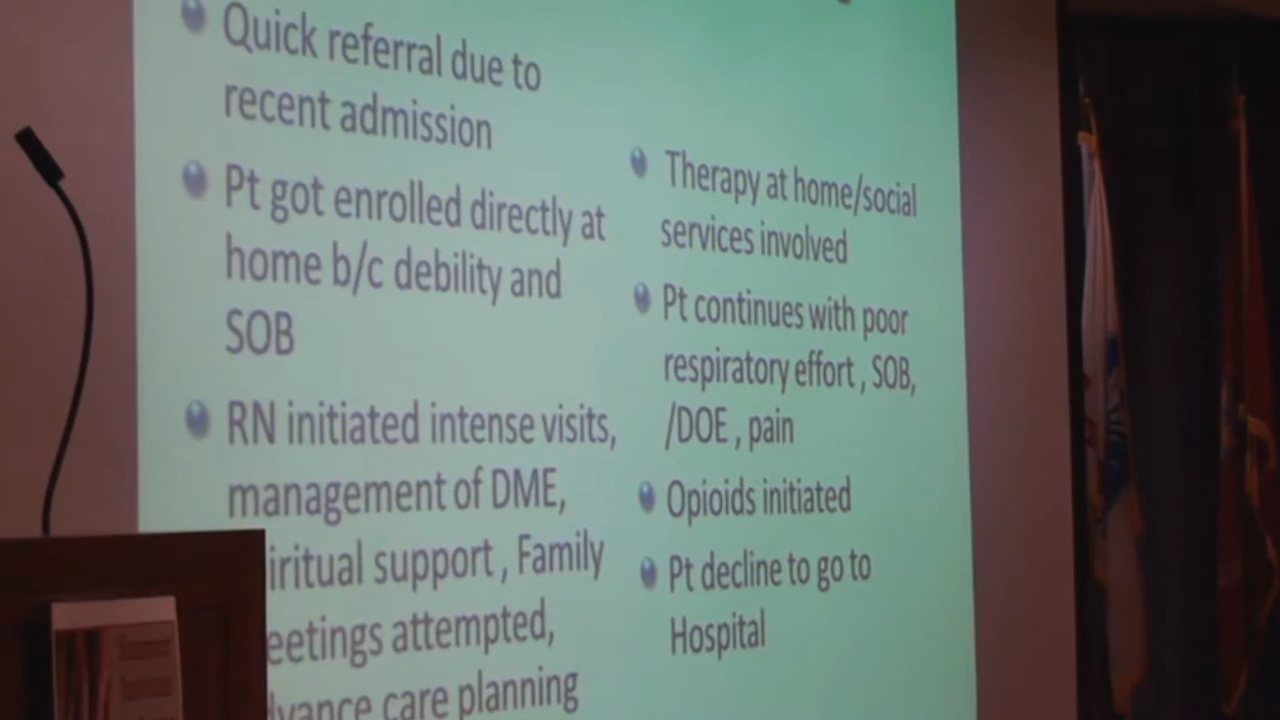 Quick referral due to
recent admission
Pt got enrolled directly at
home b/c debility and
SOB
RN initiated intense visits,
management of DME,
iritual support , Family
eetings attempted,
dvance care planning
Therapy at home/social
services involved
Pt continues with poor
respiratory effort , SOB,
/DOE , pain
Opioids initiated
Pt decline to go to
Hospital